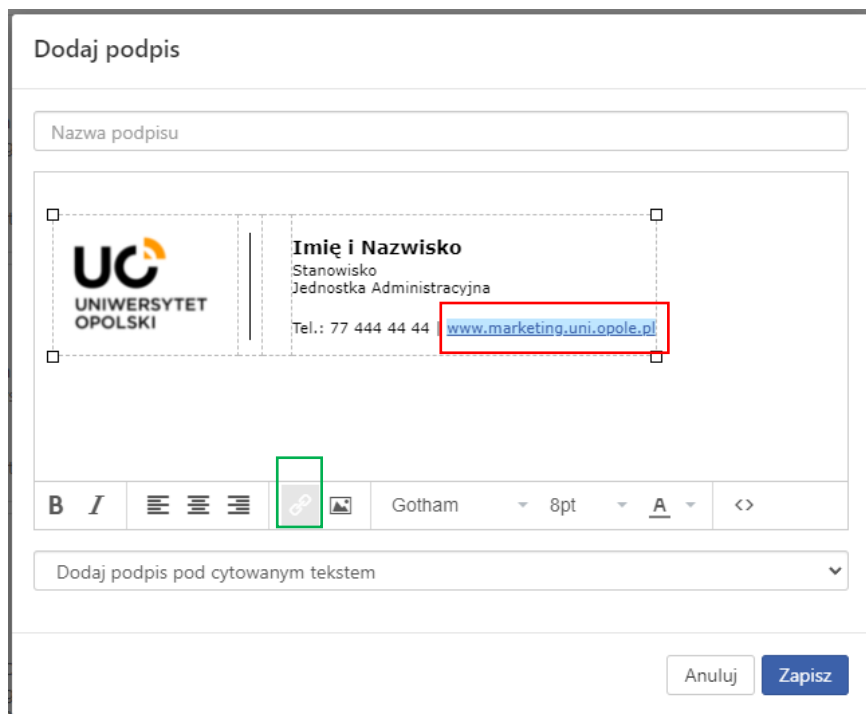 Dodaj podpis
Nazwa podpisu
UO
UNIWERSYTET
OPOLSKI
Imię i Nazwisko
Stanowisko
Jednostka Administracyjna
Tel.: 77 444 44 44 | www.marketing.uni.opole.pl
B I Gotham 8pt A <>
Dodaj podpis pod cytowanym tekstem
Anuluj Zapisz